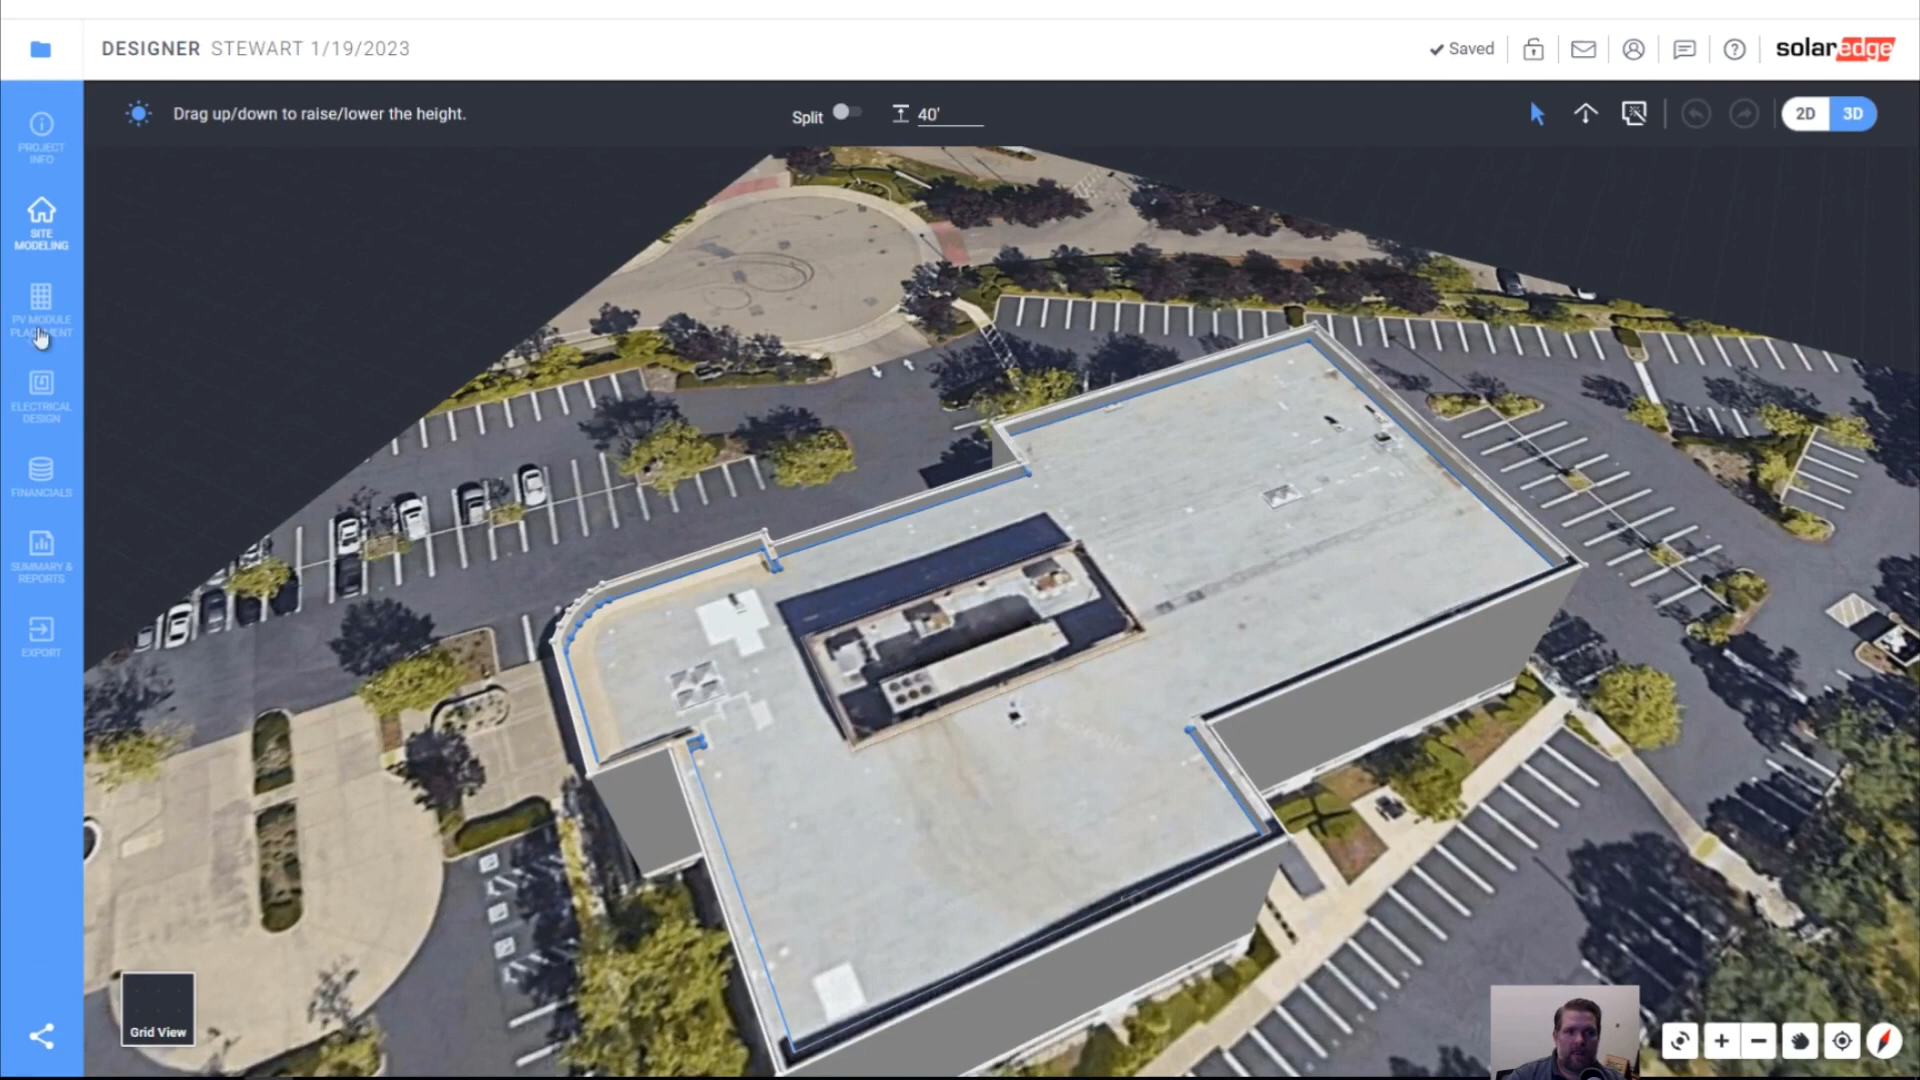 DESIGNER STEWART 1/19/2023
Saved
solaredge
Drag up/down to raise/lower the height.
Split
40'
2D
3D
PROJECT
INFO
SITE
MODELING
PV MODULE
PLACEMENT
ELECTRICAL
DESIGN
FINANCIALS
SUMMARY &
REPORTS
EXPORT
Grid View